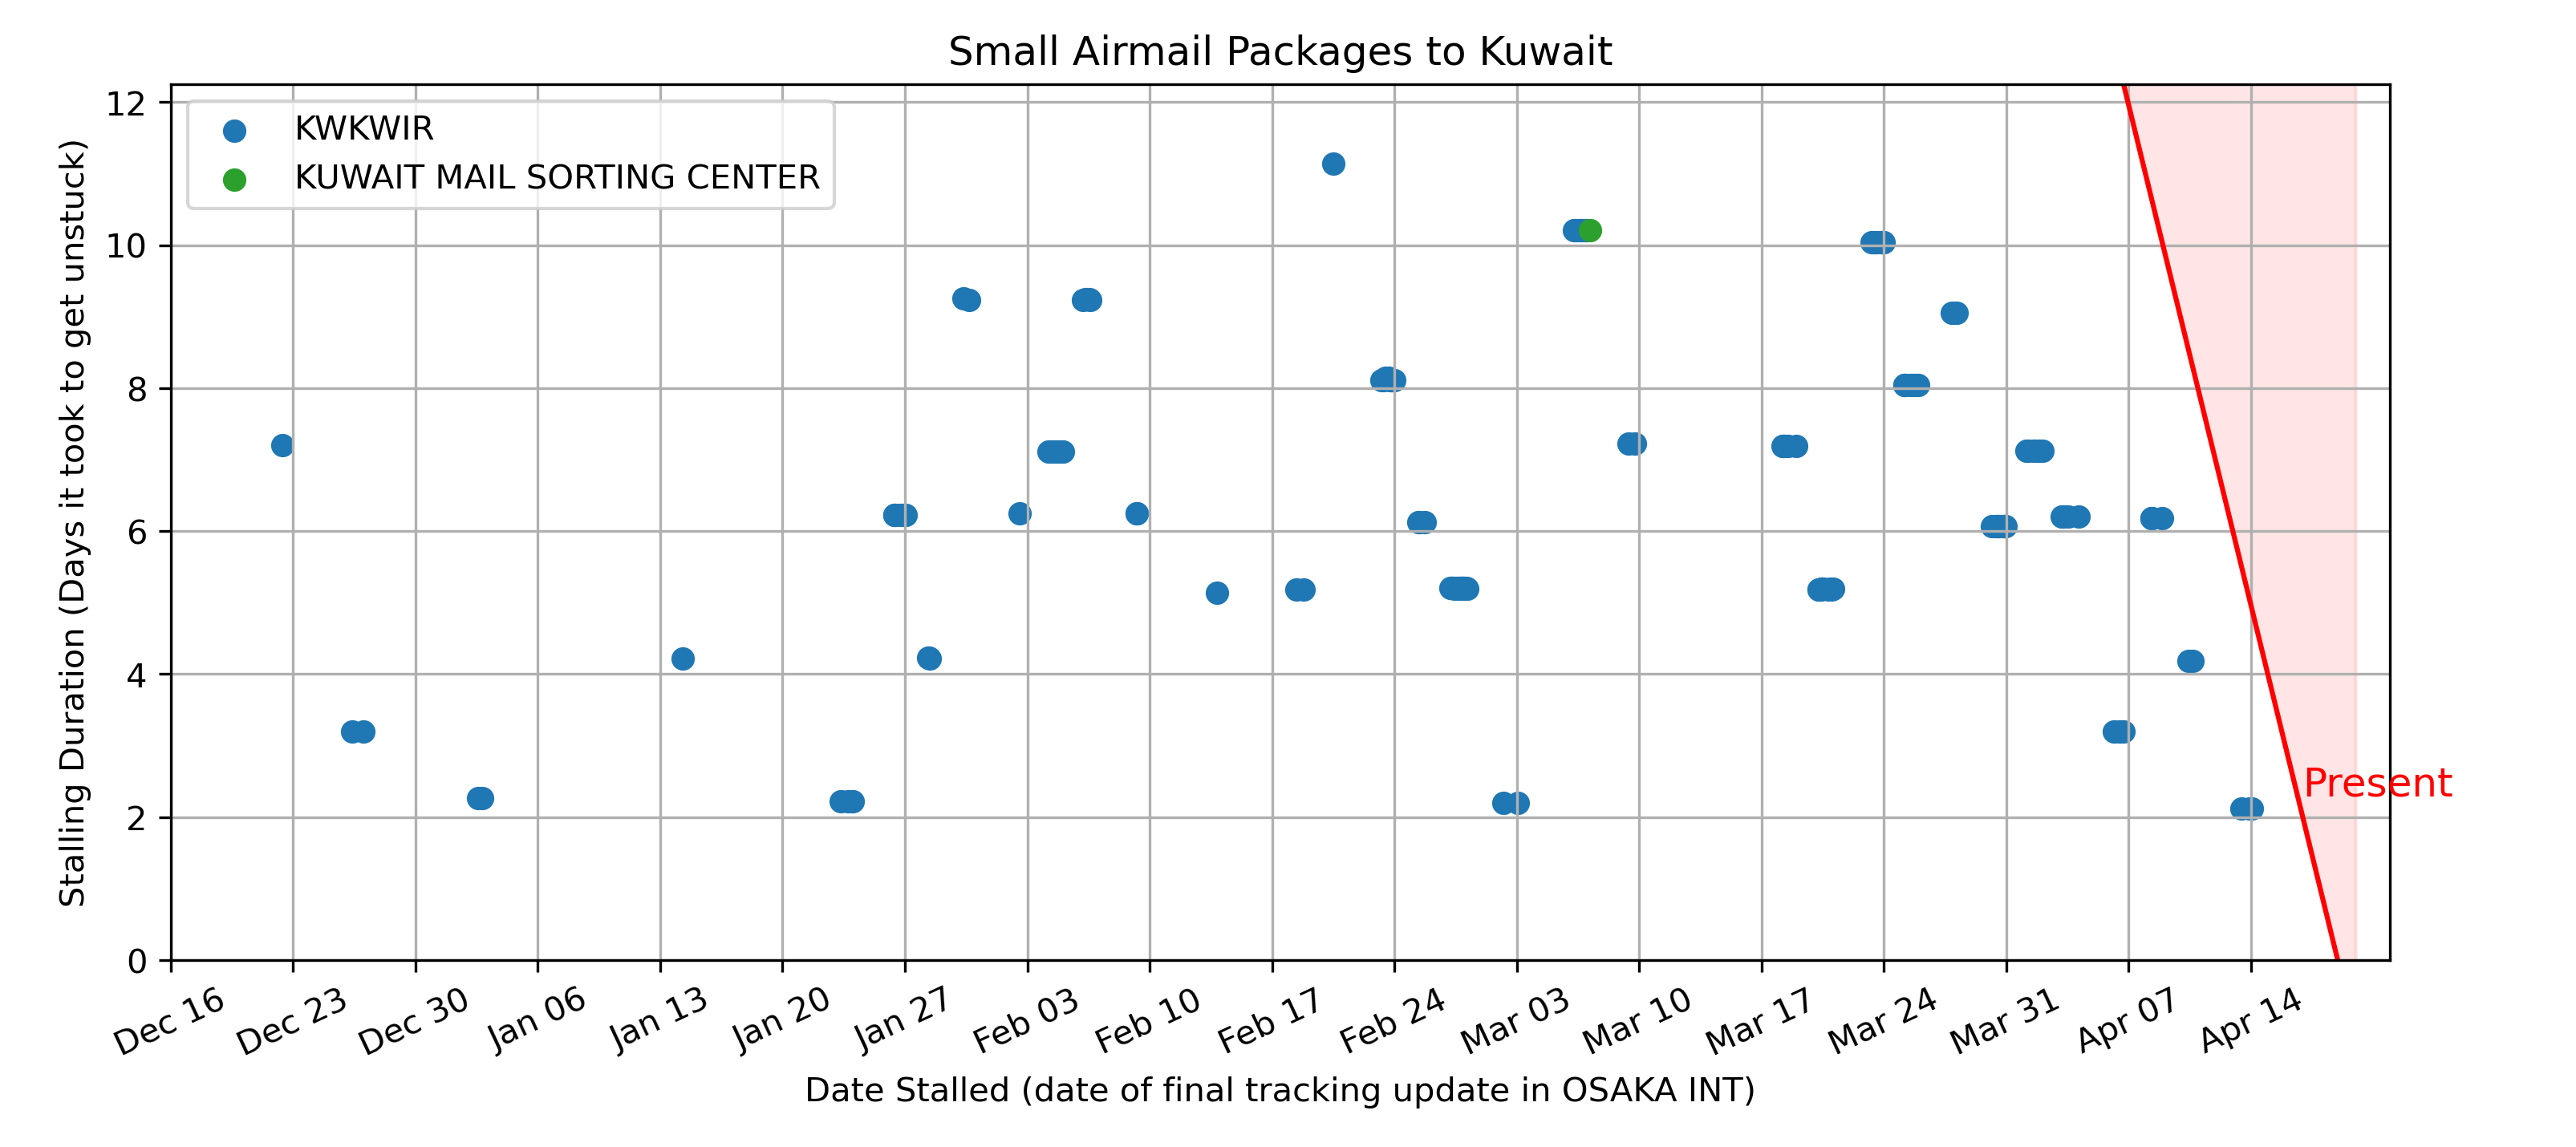 Small Airmail Packages to Kuwait
KWKWIR
KUWAIT MAIL SORTING CENTER
Stalling Duration (Days it took to get unstuck)
12
10
8
6
4
2
0
Present
Dec 16
Dec 23
Dec 30
Jan 06
Jan 13
Jan 20
Jan 27
Feb 03
Feb 10
Feb 17
Feb 24
Mar 03
Mar 10
Mar 17
Mar 24
Mar 31
Apr 07
Apr 14
Date Stalled (date of final tracking update in OSAKA INT)